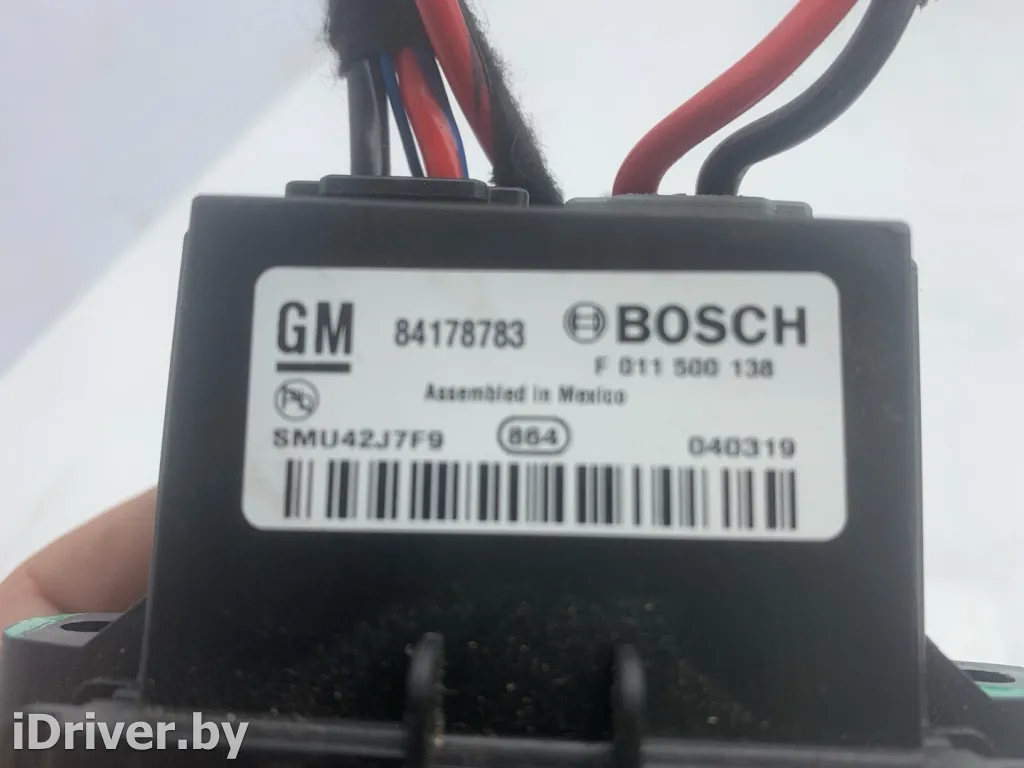 GM 84178783 BOSCH
F 011 500 138
Assembled in Mexico
SMU42J7F9 864 040319
iDriver.by